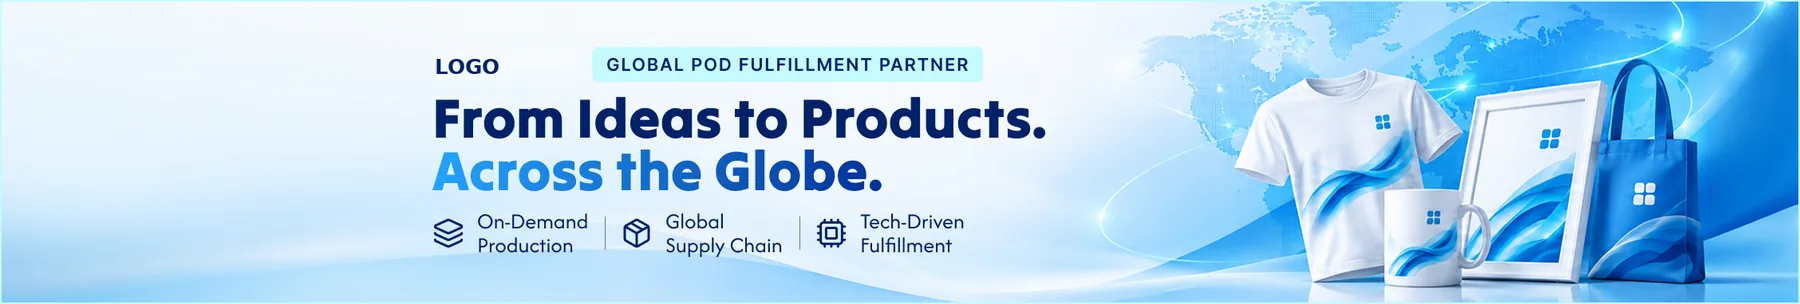 LOGO
GLOBAL POD FULFILLMENT PARTNER
From Ideas to Products.
Across the Globe.
On-Demand
Production
Global
Supply Chain
Tech-Driven
Fulfillment